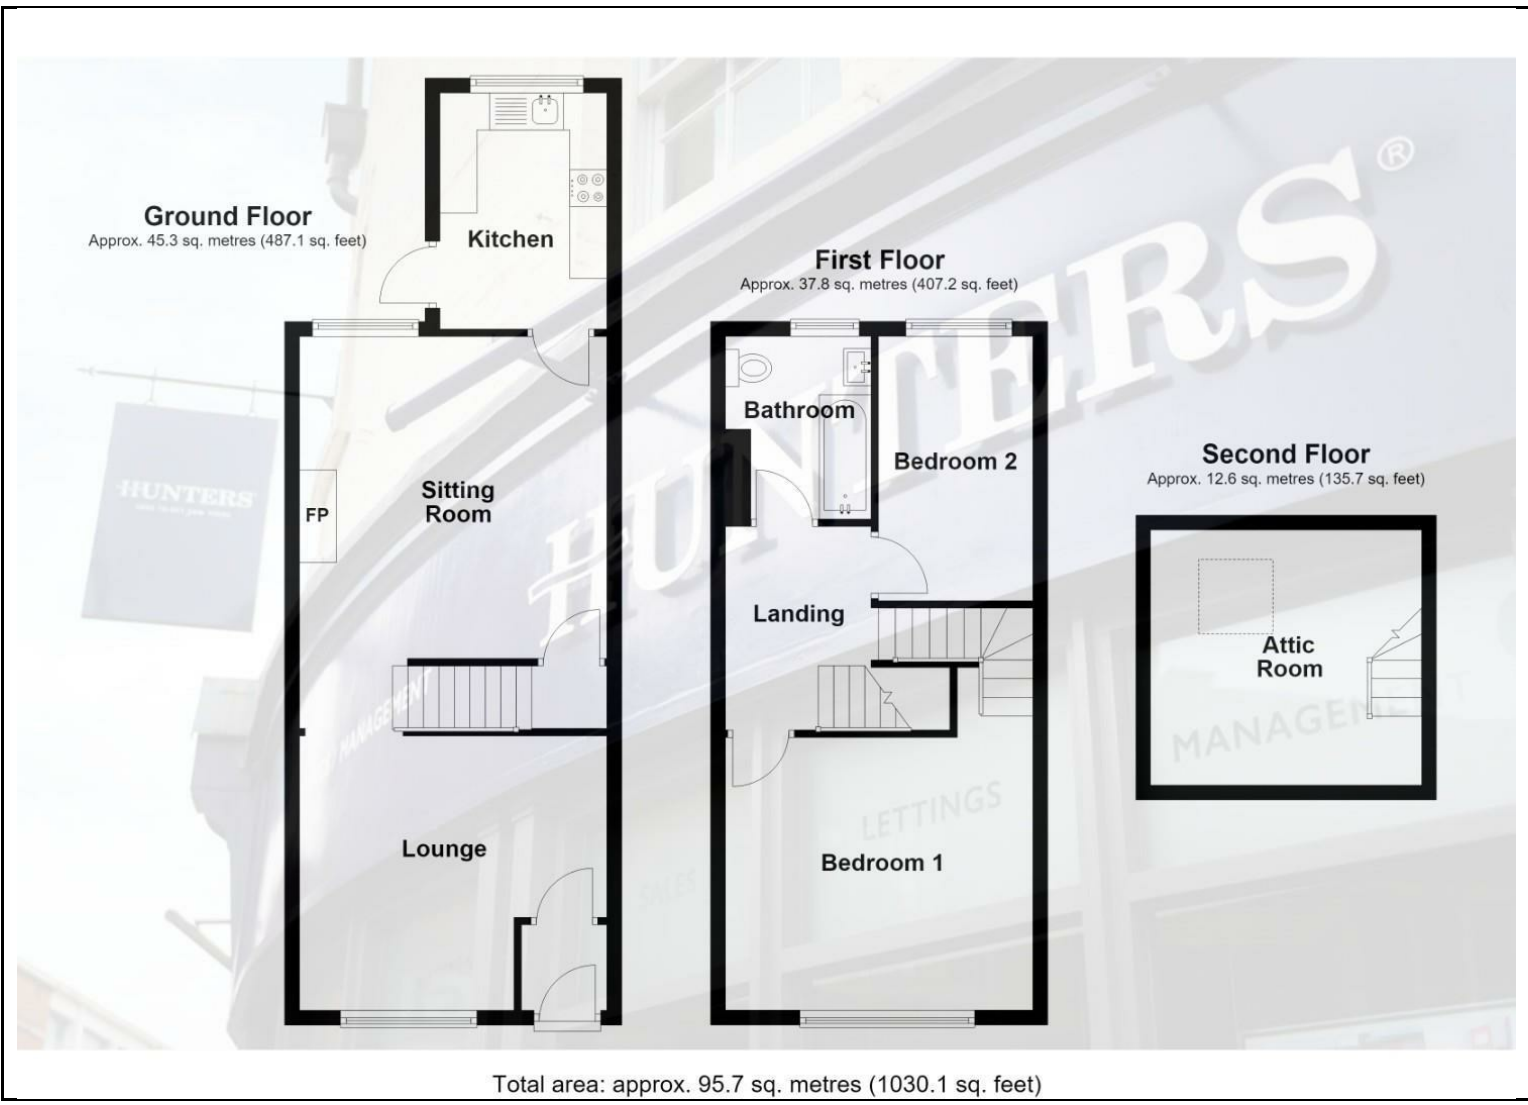 Ground Floor
Approx. 45.3 sq. metres (487.1 sq. feet)
Kitchen
Sitting
Room
FP
Lounge
First Floor
Approx. 37.8 sq. metres (407.2 sq. feet)
Bathroom
Bedroom 2
Landing
Bedroom 1
Second Floor
Approx. 12.6 sq. metres (135.7 sq. feet)
Attic
Room
HUNTERS®
HUNTERS
MANAGEMENT
SALES
LETTINGS
MANAGEMENT
Total area: approx. 95.7 sq. metres (1030.1 sq. feet)